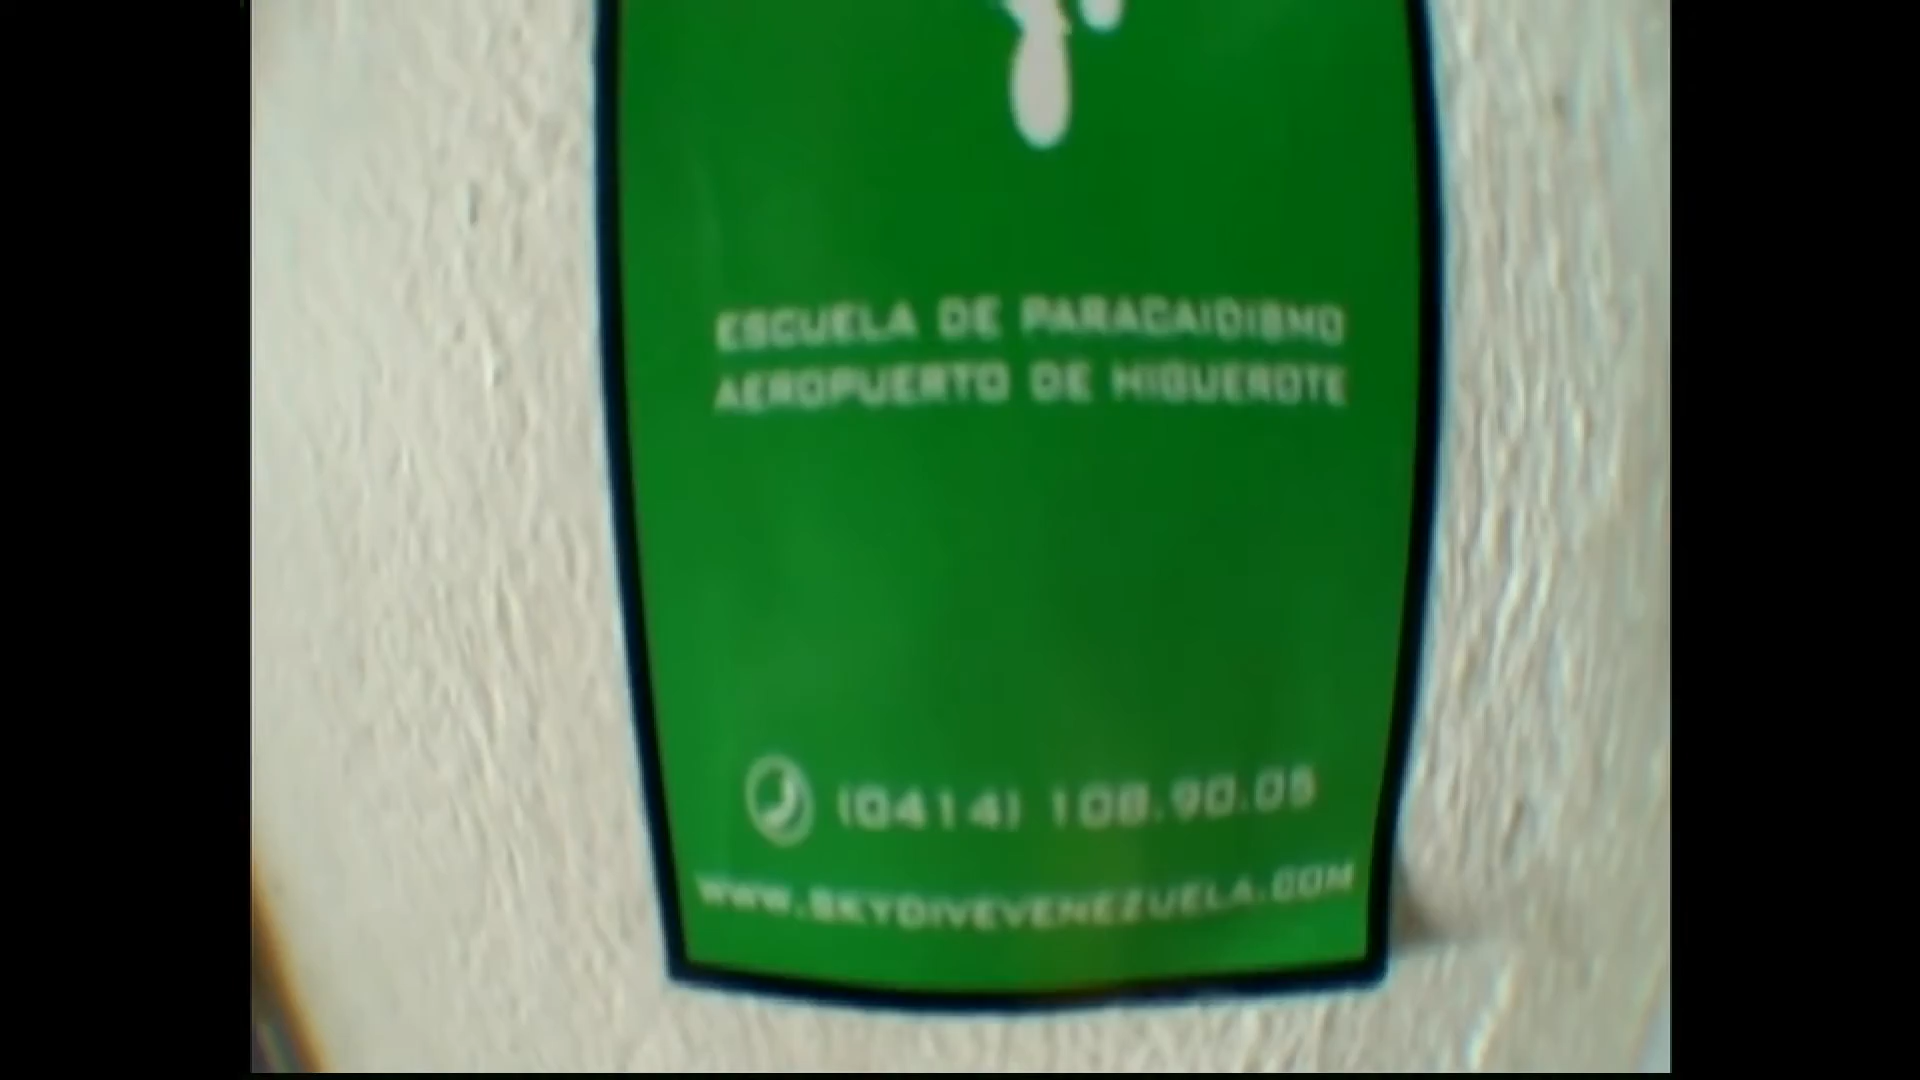 ESCUELA DE PARACAIDISMO
AEROPUERTO DE HIGUEROTE
(0414) 108.90.05
WWW.SKYDIVEVENEZUELA.COM